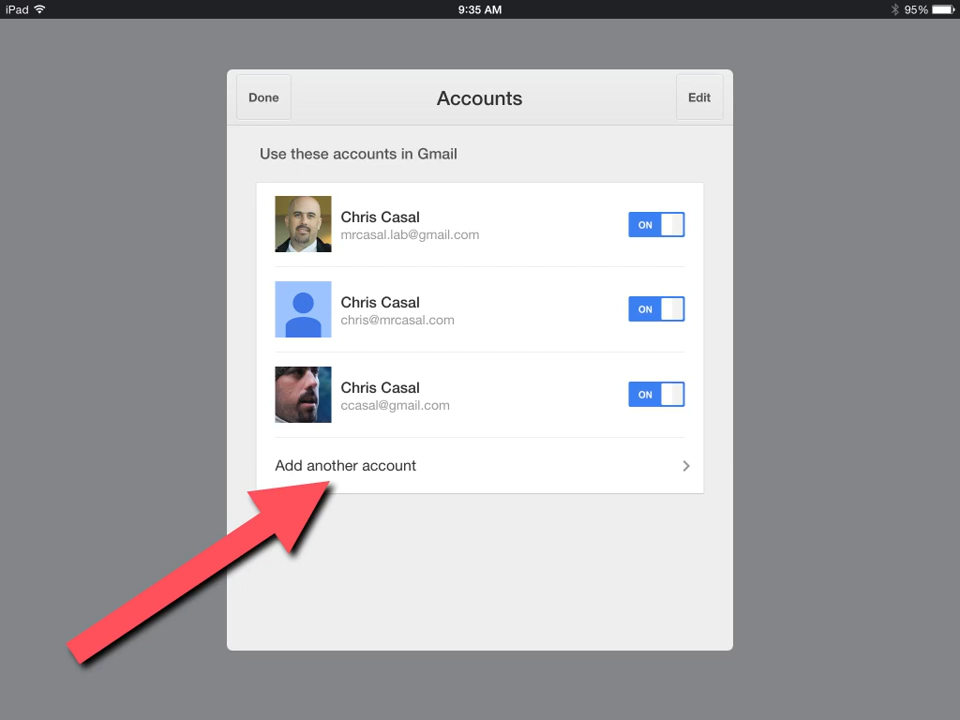 iPad 9:35 AM 95%
Done Accounts Edit
Use these accounts in Gmail
Chris Casal
mrcasal.lab@gmail.com
ON
Chris Casal
chris@mrcasal.com
ON
Chris Casal
ccasal@gmail.com
ON
Add another account